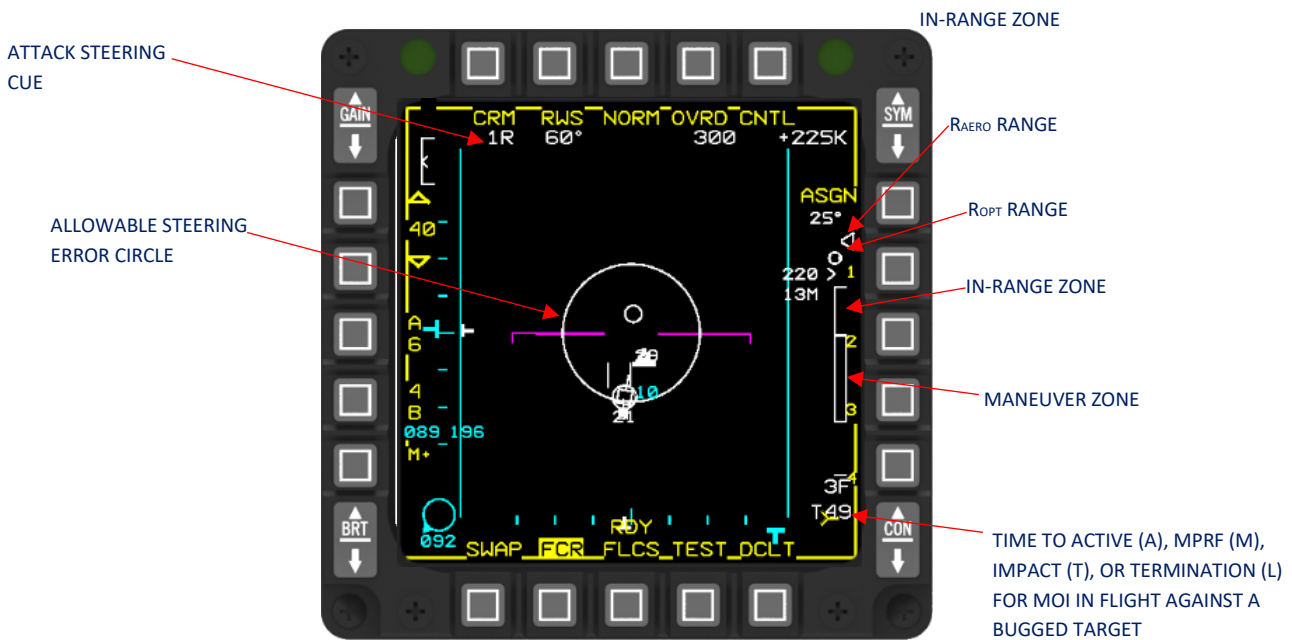 IN-RANGE ZONE
ATTACK STEERING
CUE
RAERO RANGE
ROPT RANGE
ALLOWABLE STEERING
ERROR CIRCLE
IN-RANGE ZONE
MANEUVER ZONE
TIME TO ACTIVE (A), MPRF (M),
IMPACT (T), OR TERMINATION (L)
FOR MOI IN FLIGHT AGAINST A
BUGGED TARGET
GAIN
SYM
BRT
CON
CRM RWS NORM OVRD CNTL
1R 60° 300 +225K
ASGN
25°
40
220 > 1
13M
A
6
2
10
21
4
B
3
089 196
M+
4
3F
T49
RDY
092
SWAP FCR FLCS TEST DCLT